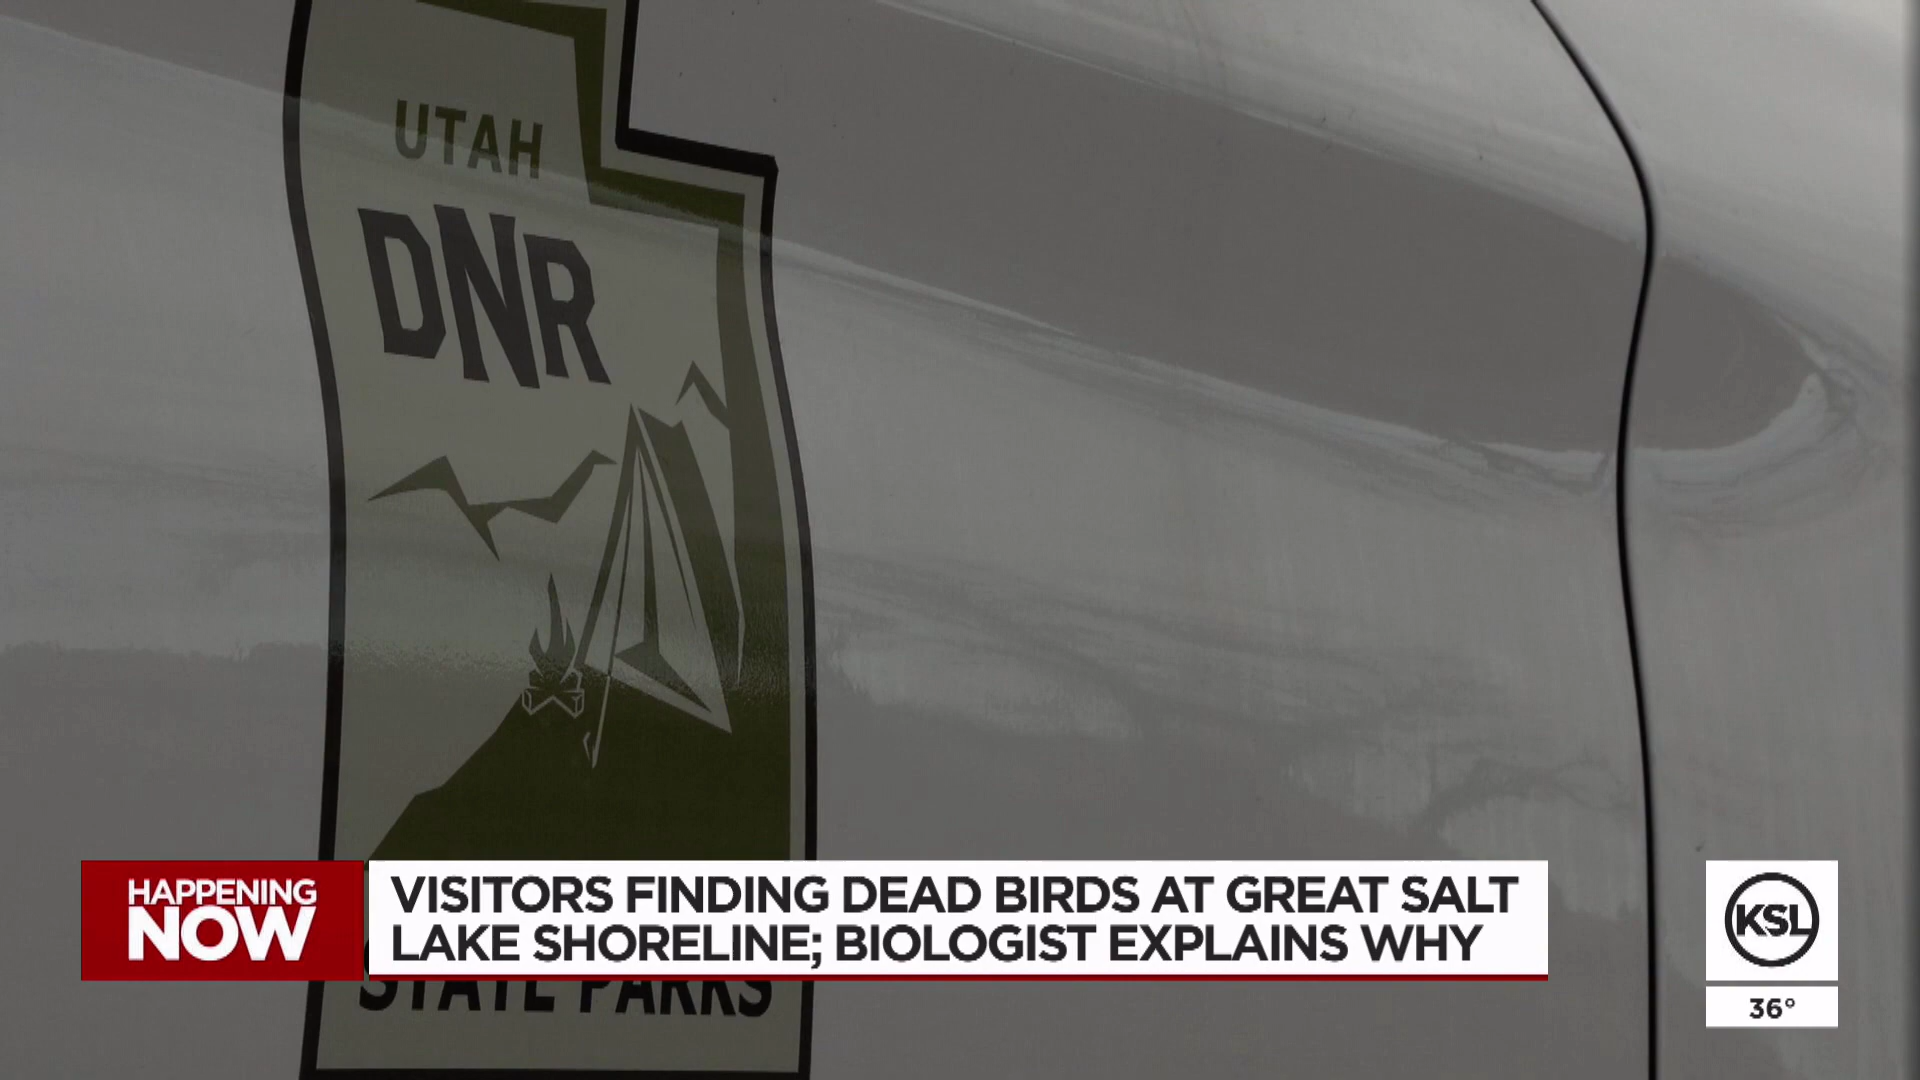 UTAH
DNR
HAPPENING
NOW
VISITORS FINDING DEAD BIRDS AT GREAT SALT
LAKE SHORELINE; BIOLOGIST EXPLAINS WHY
STATE PARKS
KSL
36°